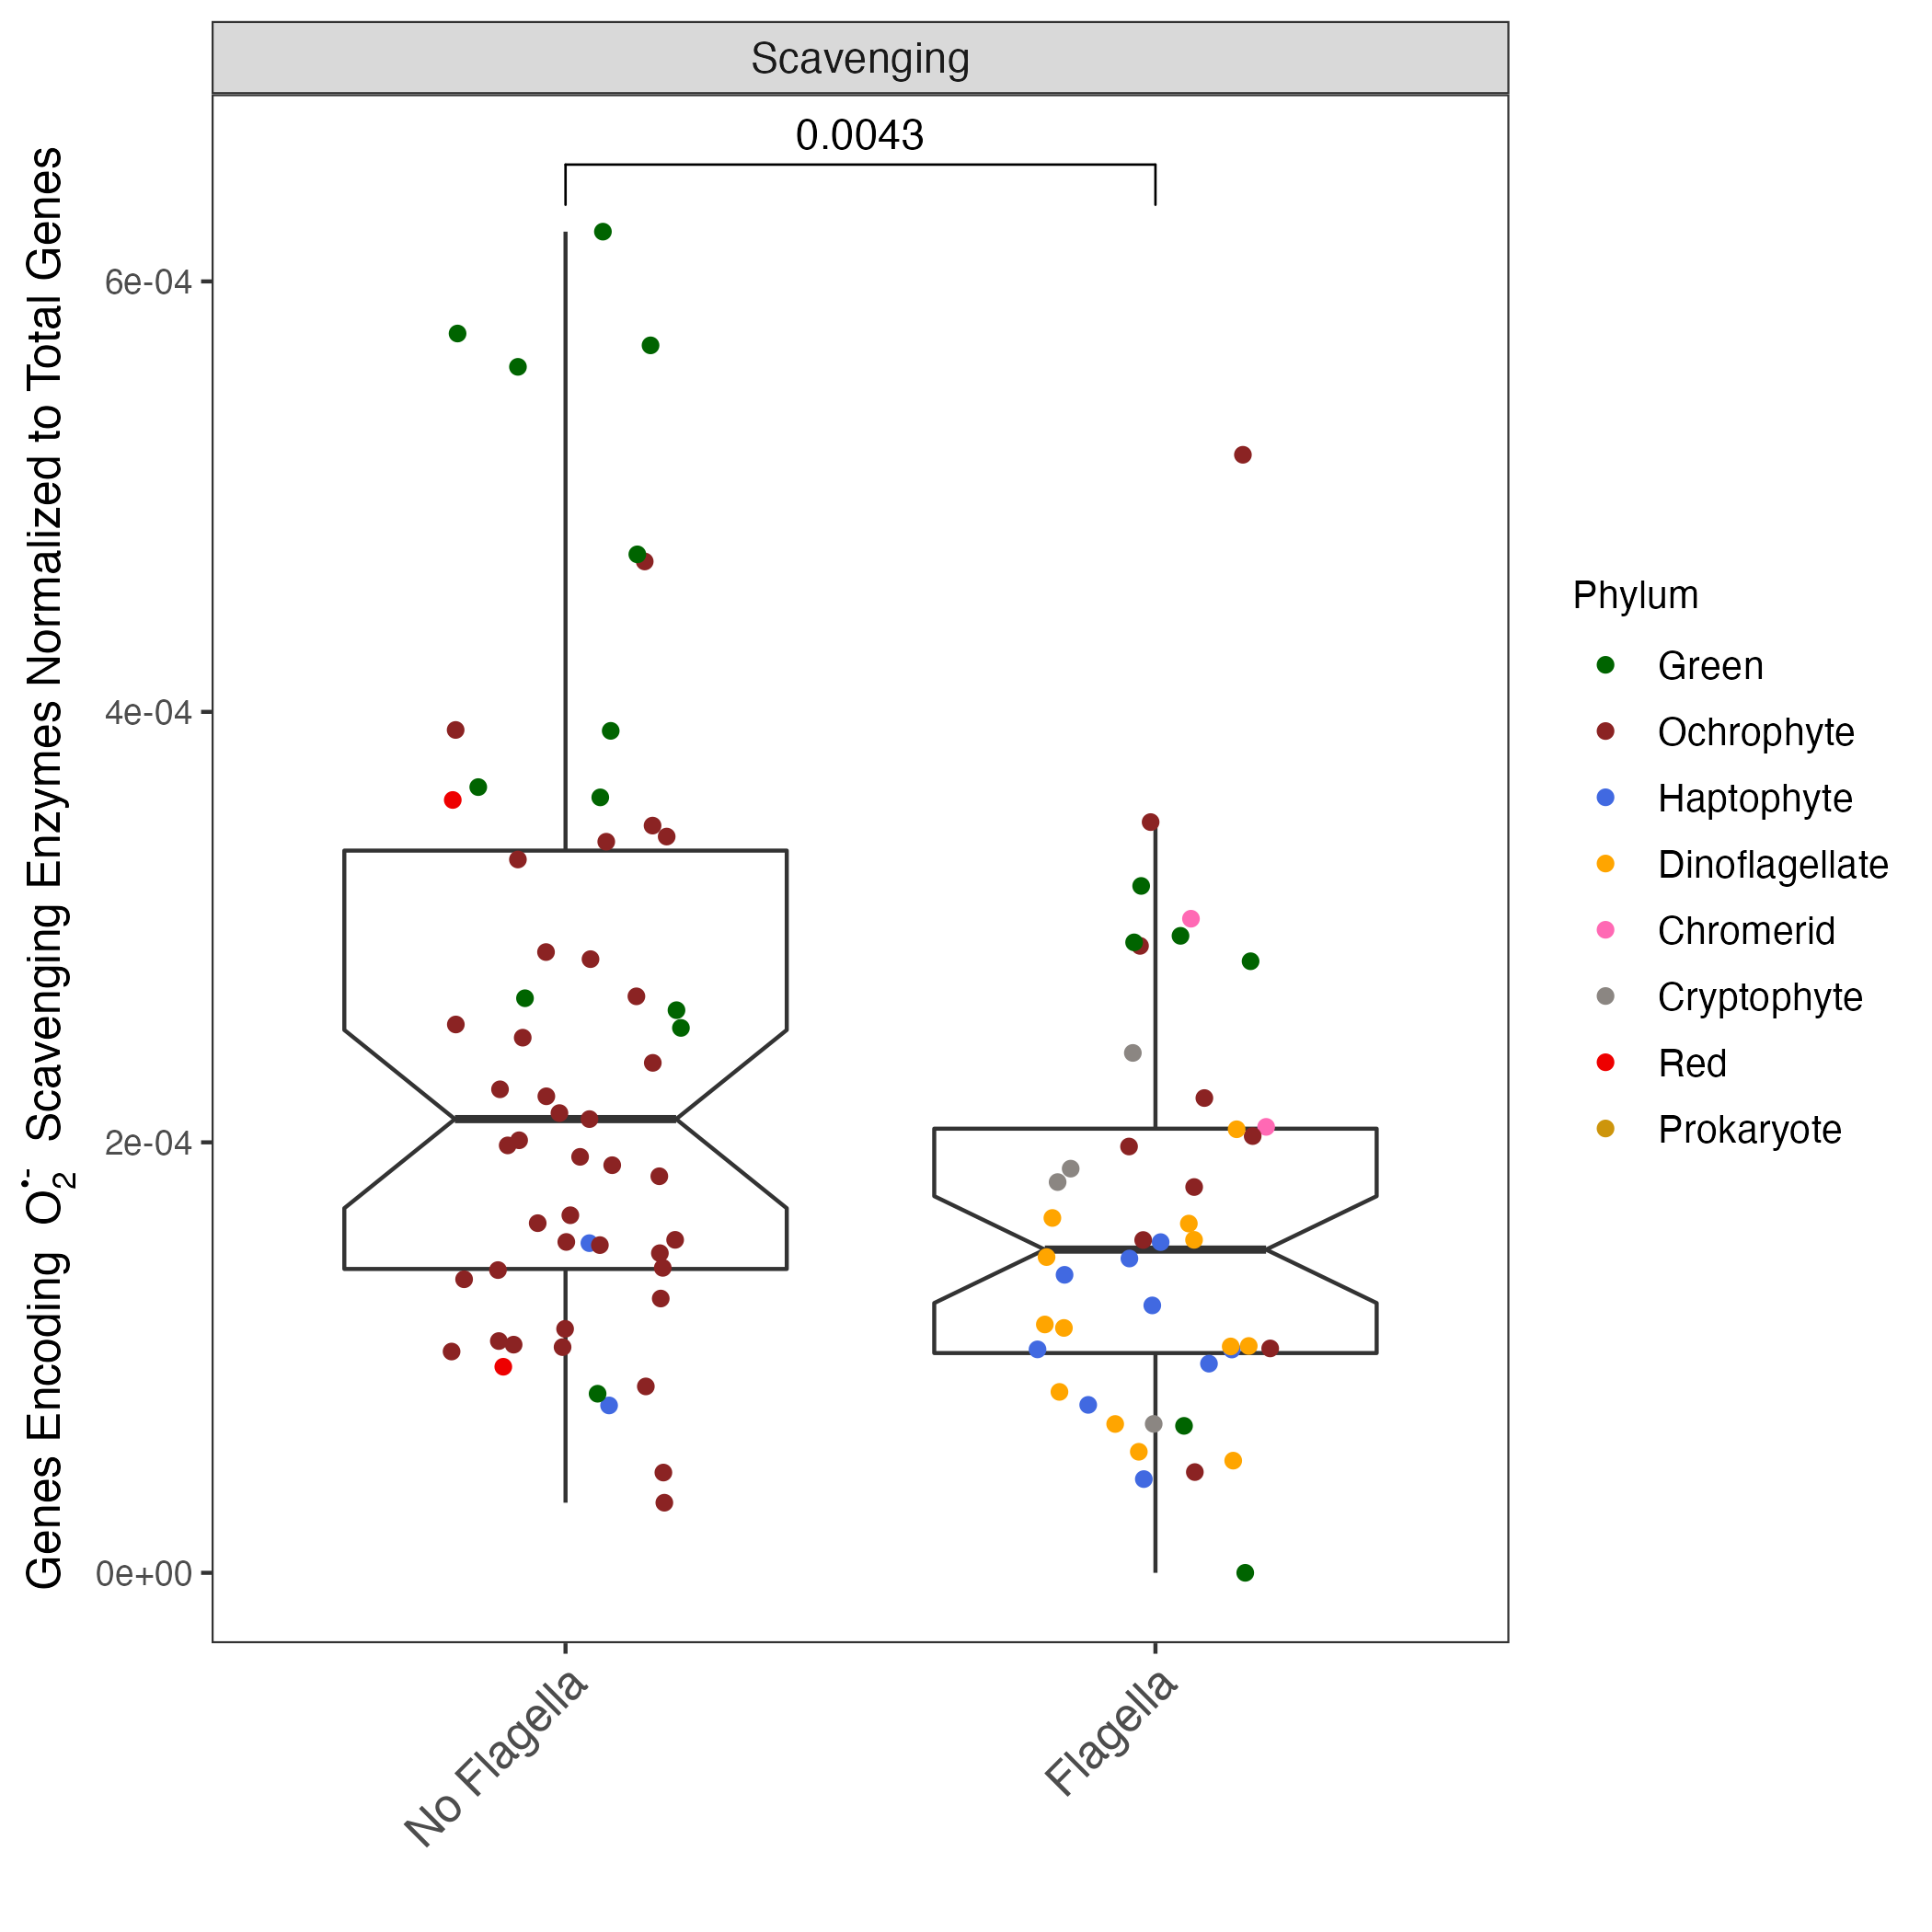 Scavenging
0.0043
Genes Encoding O₂·⁻ Scavenging Enzymes Normalized to Total Genes
6e-04
4e-04
2e-04
0e+00
No Flagella
Flagella
Phylum
Green
Ochrophyte
Haptophyte
Dinoflagellate
Chromerid
Cryptophyte
Red
Prokaryote